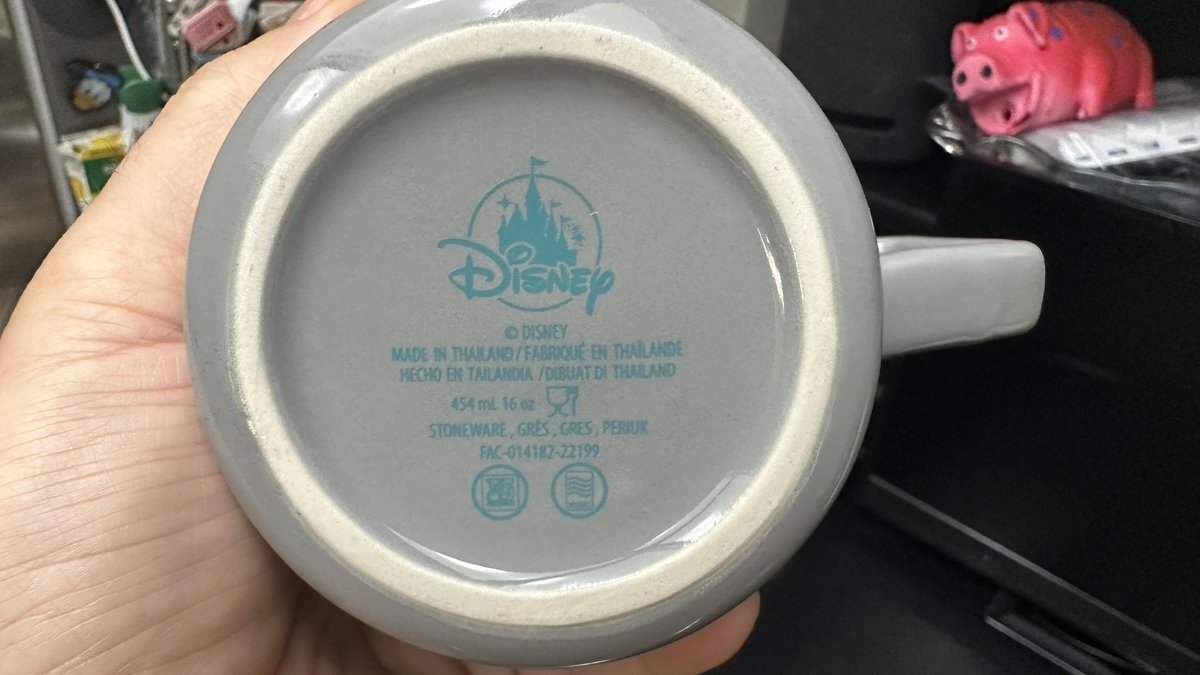 DISNEY
© DISNEY
MADE IN THAILAND/FABRIQUÉ EN THAÏLANDE
HECHO EN TAILANDIA /DIBUAT DI THAILAND
454 ml. 16 oz
STONEWARE , GRÈS , GRES , PERIUK
FAC-014182-22199